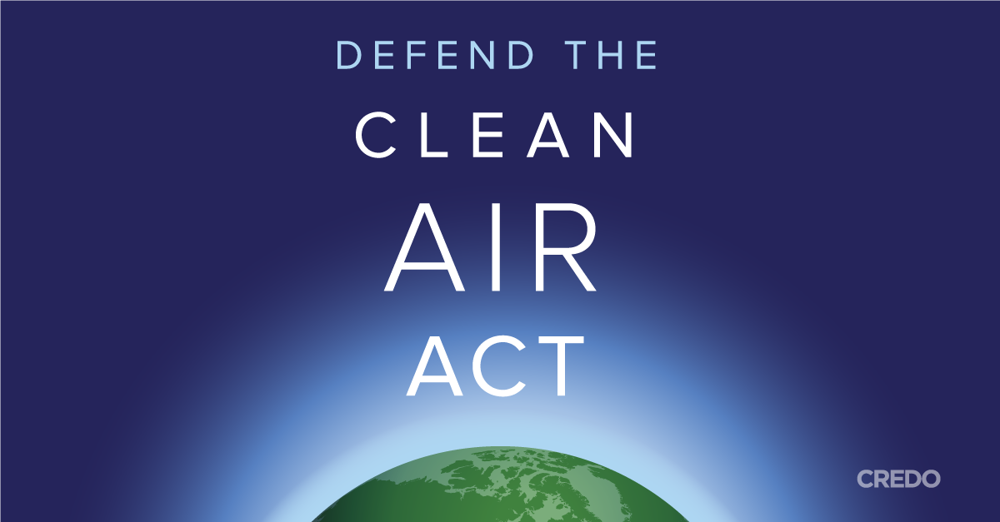 DEFEND THE
CLEAN
AIR
ACT
CREDO